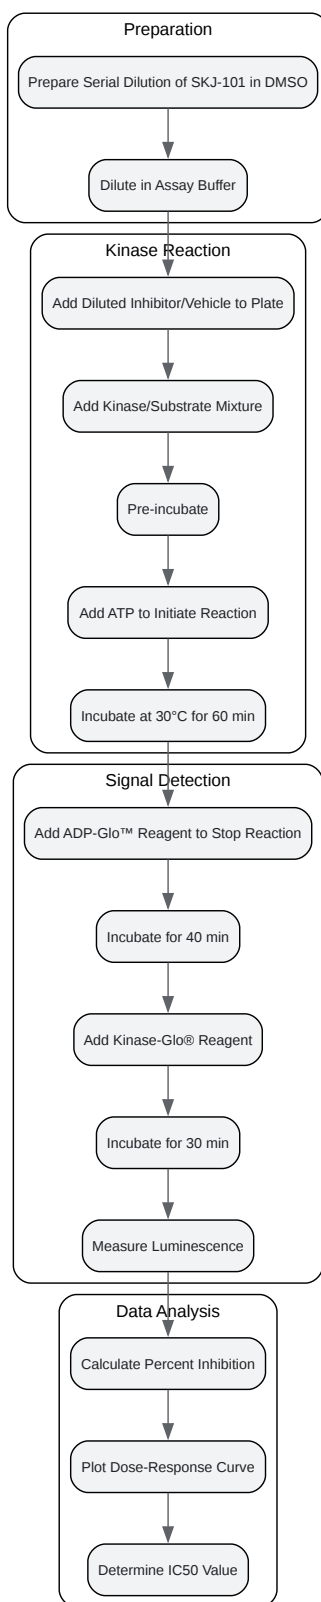 Preparation
Prepare Serial Dilution of SKJ-101 in DMSO
Dilute in Assay Buffer
Kinase Reaction
Add Diluted Inhibitor/Vehicle to Plate
Add Kinase/Substrate Mixture
Pre-incubate
Add ATP to Initiate Reaction
Incubate at 30°C for 60 min
Signal Detection
Add ADP-Glo™ Reagent to Stop Reaction
Incubate for 40 min
Add Kinase-Glo® Reagent
Incubate for 30 min
Measure Luminescence
Data Analysis
Calculate Percent Inhibition
Plot Dose-Response Curve
Determine IC50 Value